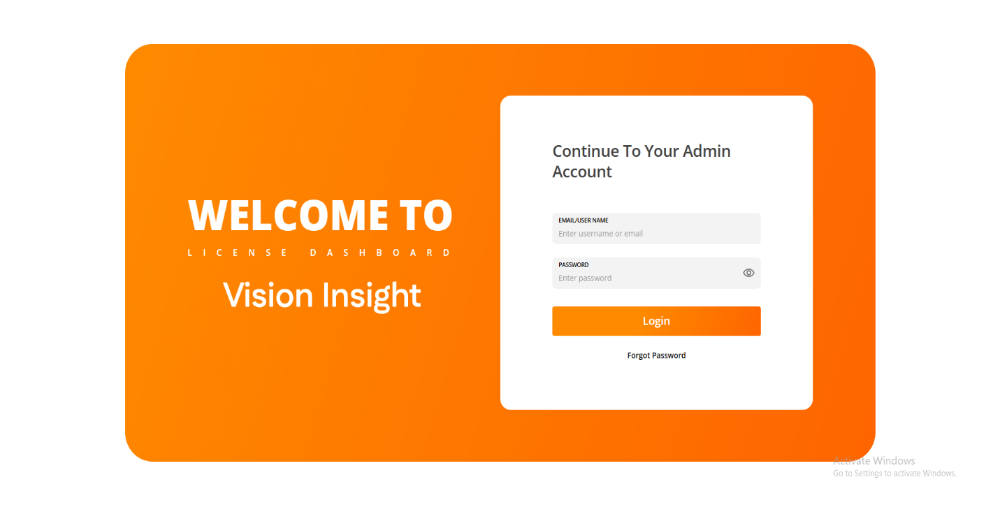 WELCOME TO
LICENSE DASHBOARD
Vision Insight
Continue To Your Admin
Account
EMAIL/USER NAME
Enter username or email
PASSWORD
Enter password
Login
Forgot Password
Activate Windows
Go to Settings to activate Windows.